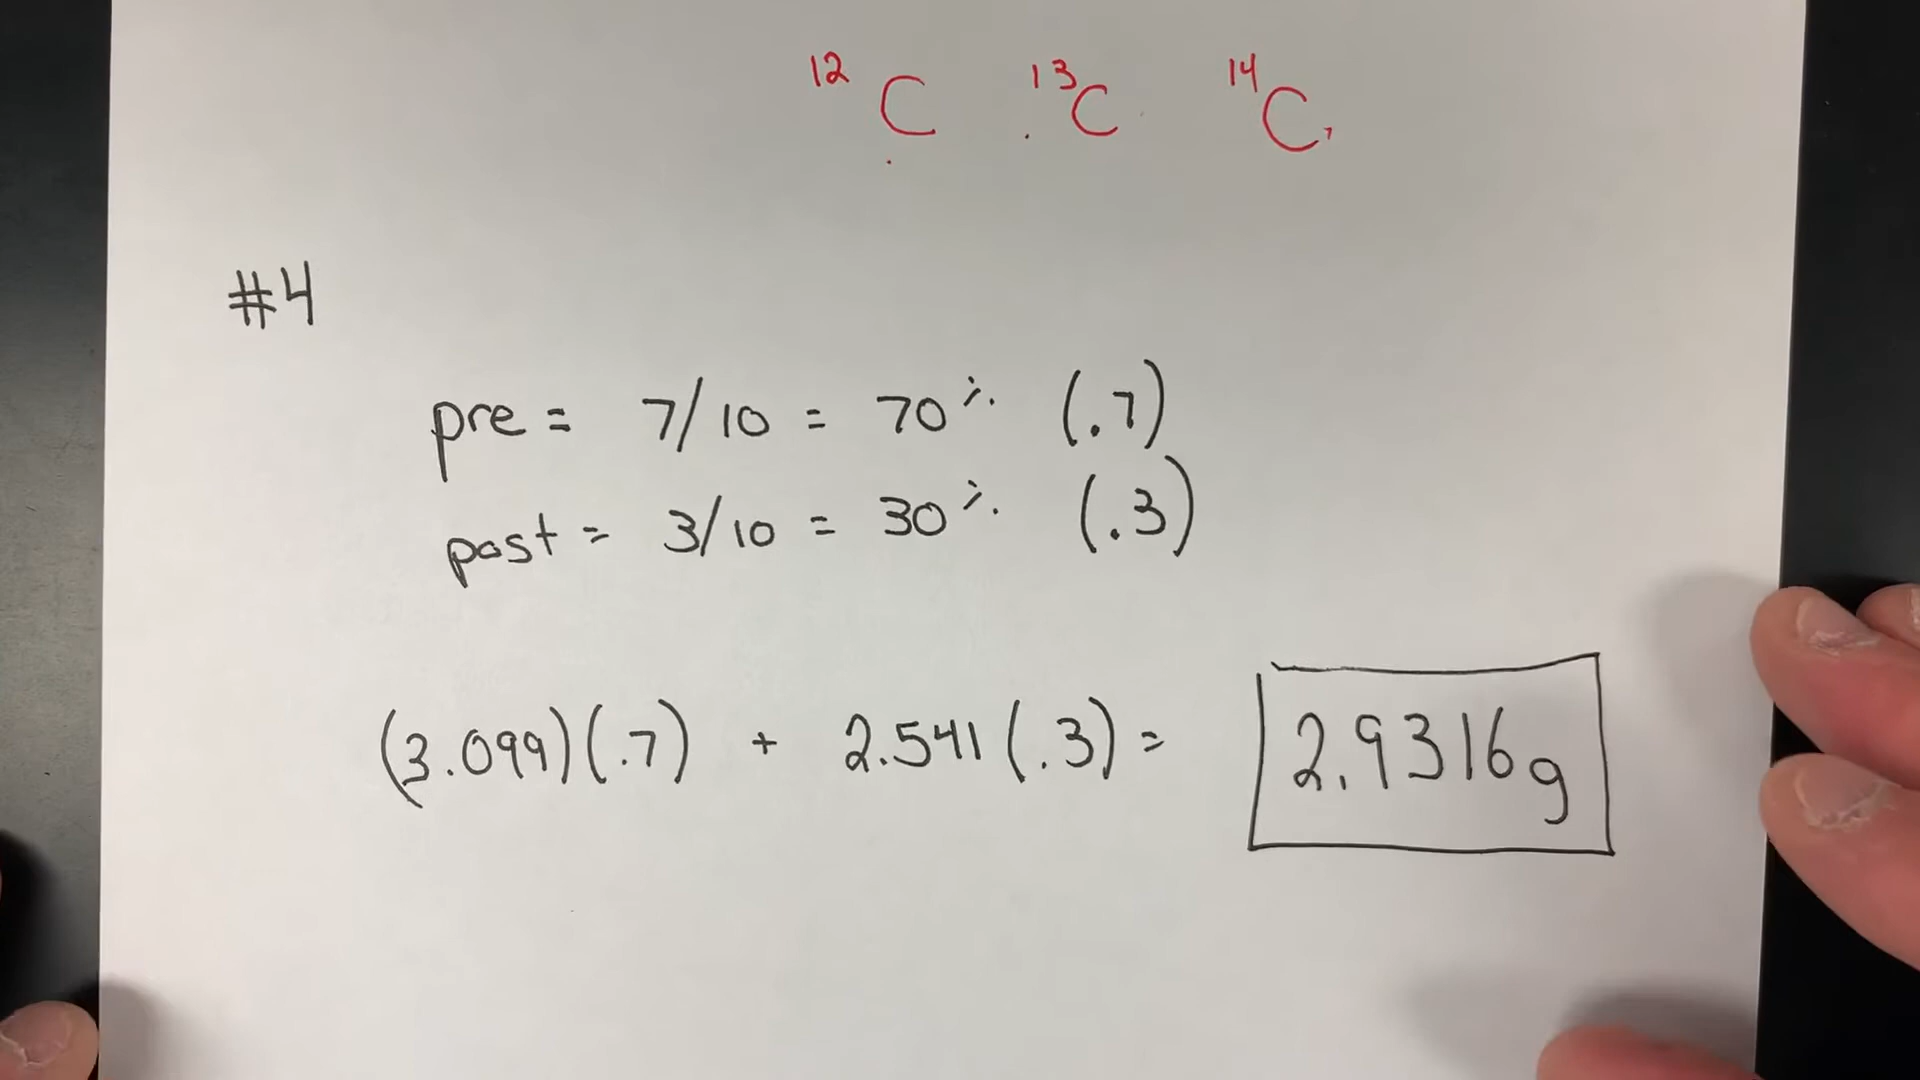 12C 13C 14C
#4
pre = 7/10 = 70% (.7)
post = 3/10 = 30% (.3)
(3.099)(.7) + 2.541(.3) = 2.9316g